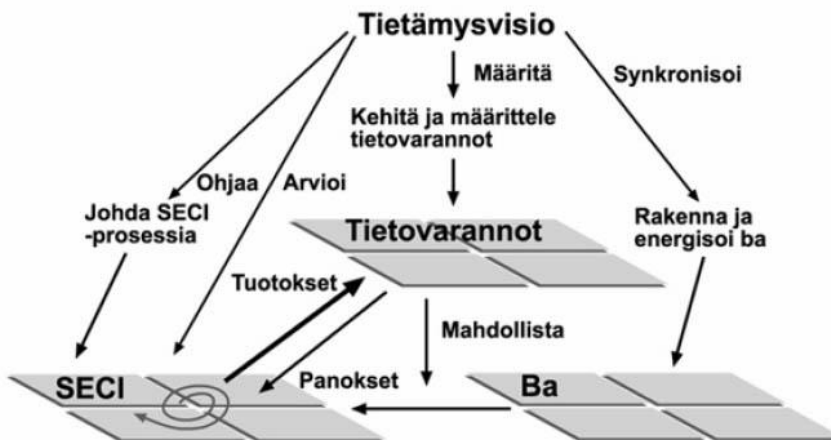 Tietämysvisio
Määritä
Synkronisoi
Kehitä ja määrittele
tietovarannot
Ohjaa
Arvioi
Johda SECI
-prosessia
Rakenna ja
energisoi ba
Tietovarannot
Tuotokset
Mahdollista
Panokset
SECI
Ba